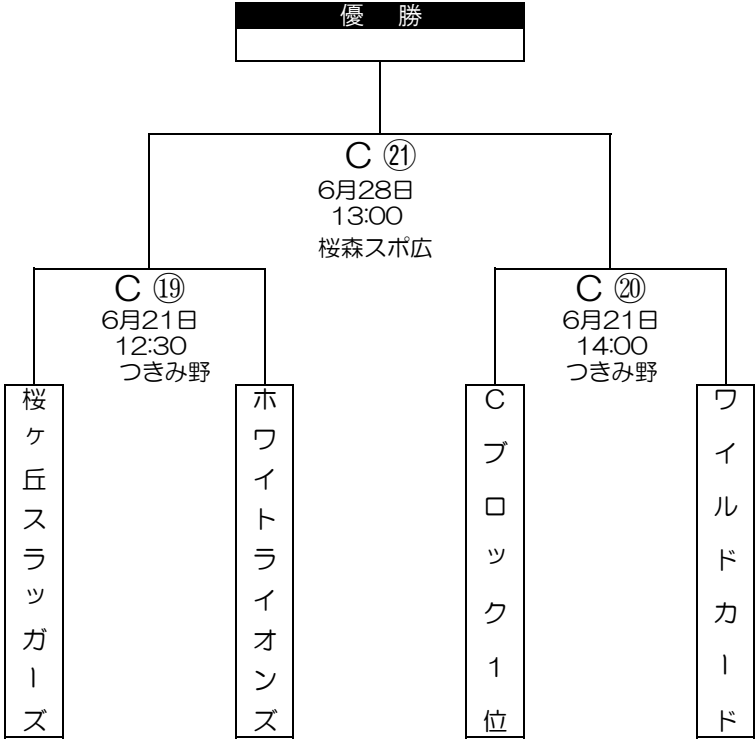 優 勝
C ㉑
6月28日
13:00
桜森スポ広
C ⑲
6月21日
12:30
つきみ野
C ⑳
6月21日
14:00
つきみ野
桜ヶ丘スラッガーズ
ホワイトライオンズ
Cブロック1位
ワイルドカード